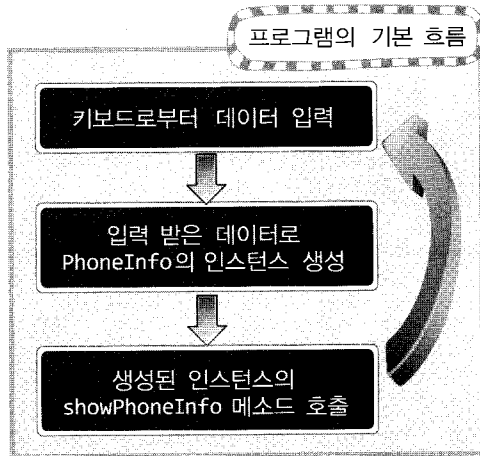 프로그램의 기본 흐름
키보드로부터 데이터 입력
입력 받은 데이터로
PhoneInfo의 인스턴스 생성
생성된 인스턴스의
showPhoneInfo 메소드 호출